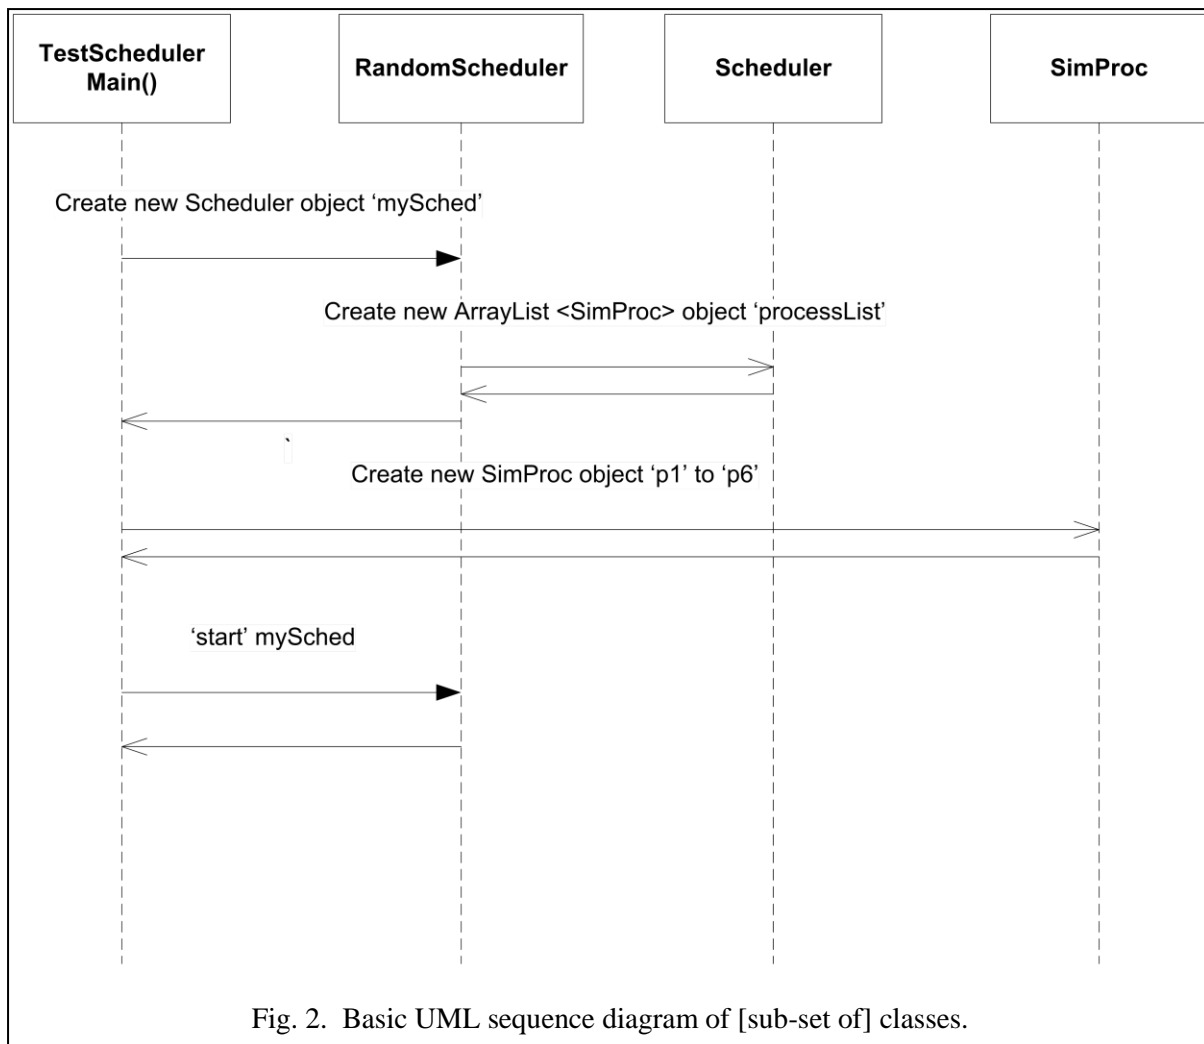 TestScheduler
Main()
RandomScheduler
Scheduler
SimProc
Create new Scheduler object ‘mySched’
Create new ArrayList <SimProc> object ‘processList’
`
Create new SimProc object ‘p1’ to ‘p6’
‘start’ mySched
Fig. 2. Basic UML sequence diagram of [sub-set of] classes.